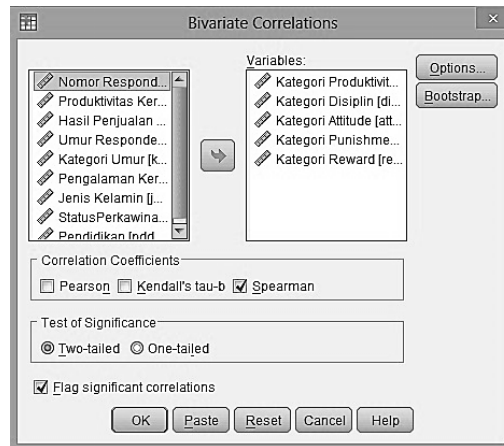 Bivariate Correlations
Variables:
Nomor Respond...
Produktivitas Ker...
Hasil Penjualan ...
Umur Responde...
Kategori Umur [k...
Pengalaman Ker...
Jenis Kelamin [j...
StatusPerkawina...
Pendidikan [pdd...
Kategori Produktivit...
Kategori Disiplin [di...
Kategori Attitude [att...
Kategori Punishme...
Kategori Reward [re...
Options...
Bootstrap...
Correlation Coefficients
Pearson Kendall's tau-b Spearman
Test of Significance
Two-tailed One-tailed
Flag significant correlations
OK Paste Reset Cancel Help